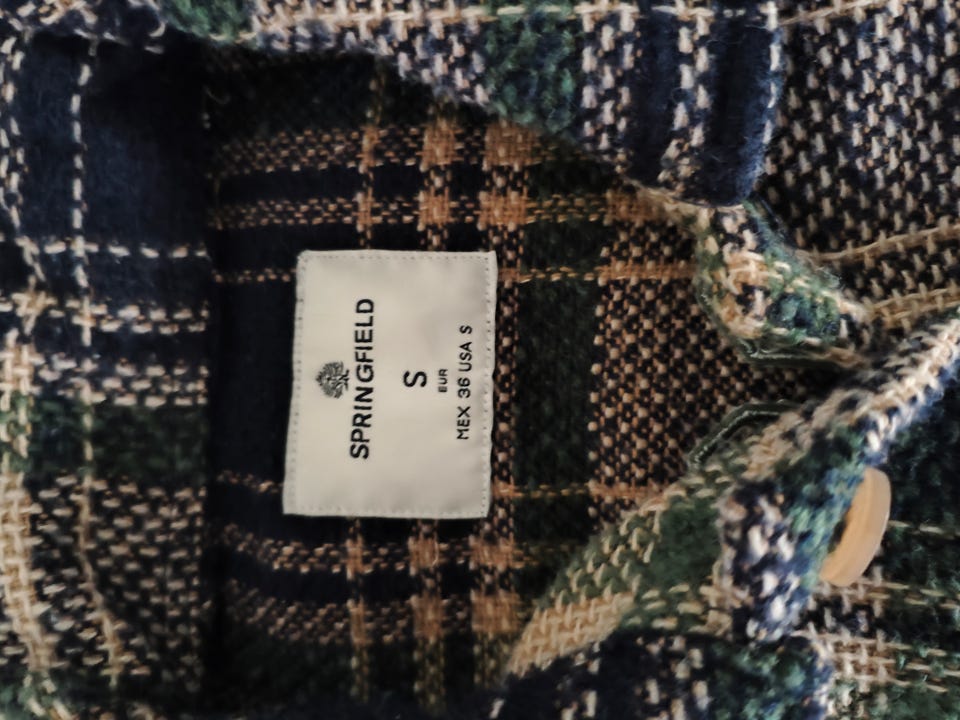 SPRINGFIELD
S
EUR
MEX 36 USA S